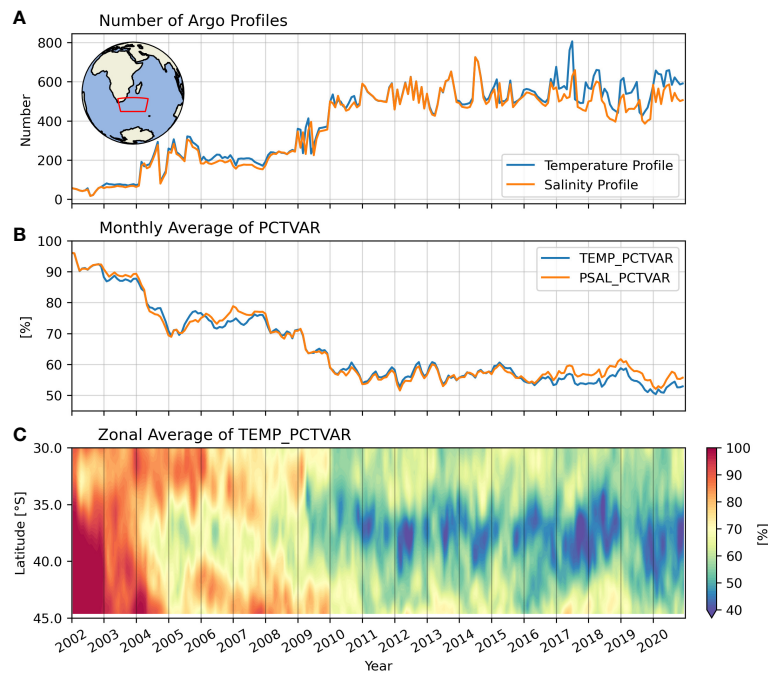 A
Number of Argo Profiles
800
600
400
200
0
Number
Temperature Profile
Salinity Profile
B
Monthly Average of PCTVAR
100
90
80
70
60
50
[%]
TEMP_PCTVAR
PSAL_PCTVAR
C
Zonal Average of TEMP_PCTVAR
30.0
35.0
40.0
45.0
Latitude [°S]
2002 2003 2004 2005 2006 2007 2008 2009 2010 2011 2012 2013 2014 2015 2016 2017 2018 2019 2020
Year
100
90
80
70
60
50
40
[%]